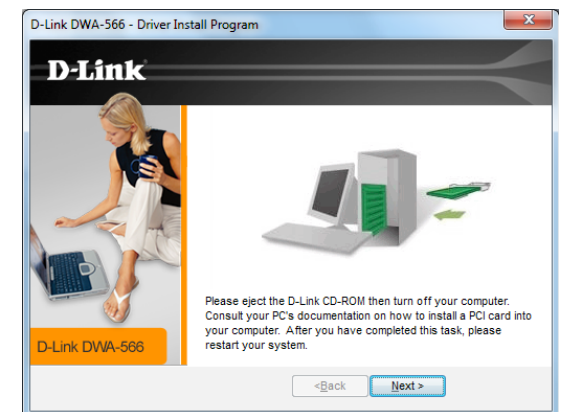 D-Link DWA-566 - Driver Install Program
D-Link
Please eject the D-Link CD-ROM then turn off your computer.
Consult your PC's documentation on how to install a PCI card into
your computer. After you have completed this task, please
restart your system.
D-Link DWA-566
<Back Next >